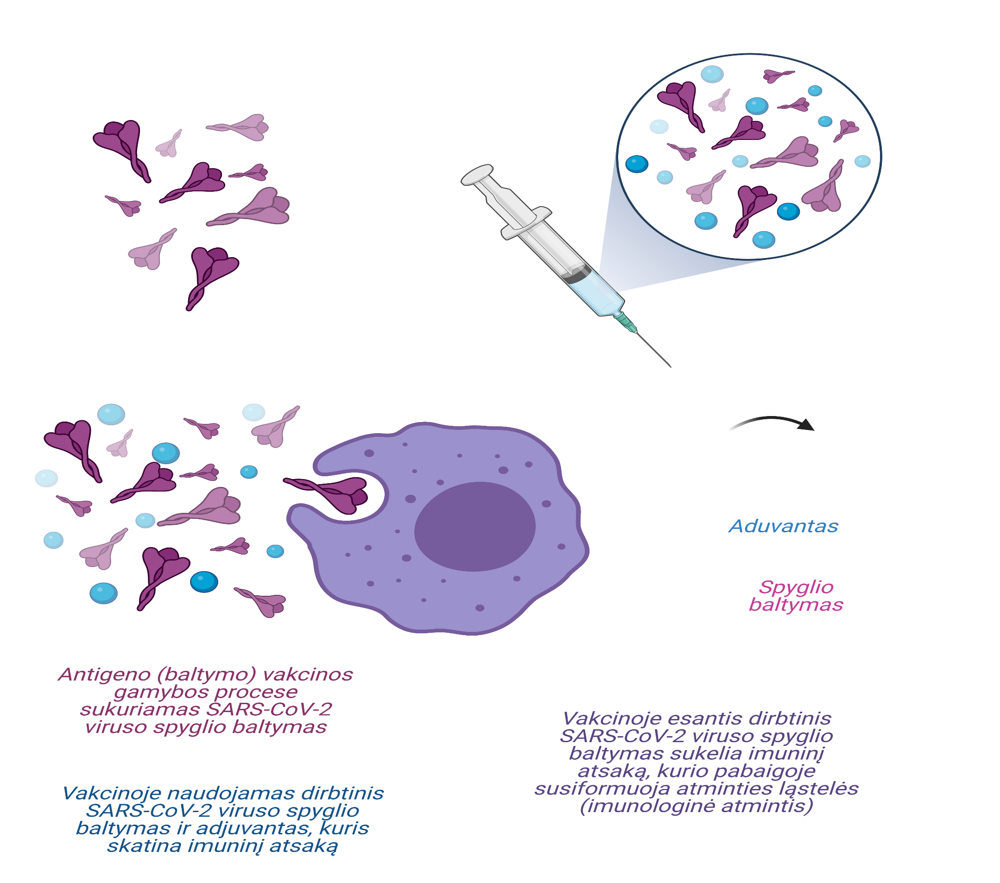 Aduvantas
Spyglio
baltymas
Antigeno (baltymo) vakcinos
gamybos procese
sukuriamas SARS-CoV-2
viruso spyglio baltymas
Vakcinoje esantis dirbtinis
SARS-CoV-2 viruso spyglio
baltymas sukelia imuninį
atsaką, kurio pabaigoje
susiformuoja atminties ląstelės
(imunologinė atmintis)
Vakcinoje naudojamas dirbtinis
SARS-CoV-2 viruso spyglio
baltymas ir adjuvantas, kuris
skatina imuninį atsaką